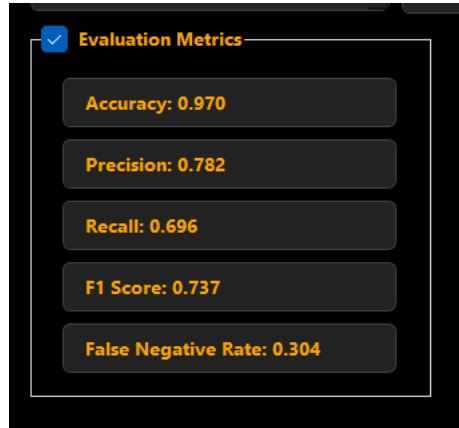 Evaluation Metrics
Accuracy: 0.970
Precision: 0.782
Recall: 0.696
F1 Score: 0.737
False Negative Rate: 0.304